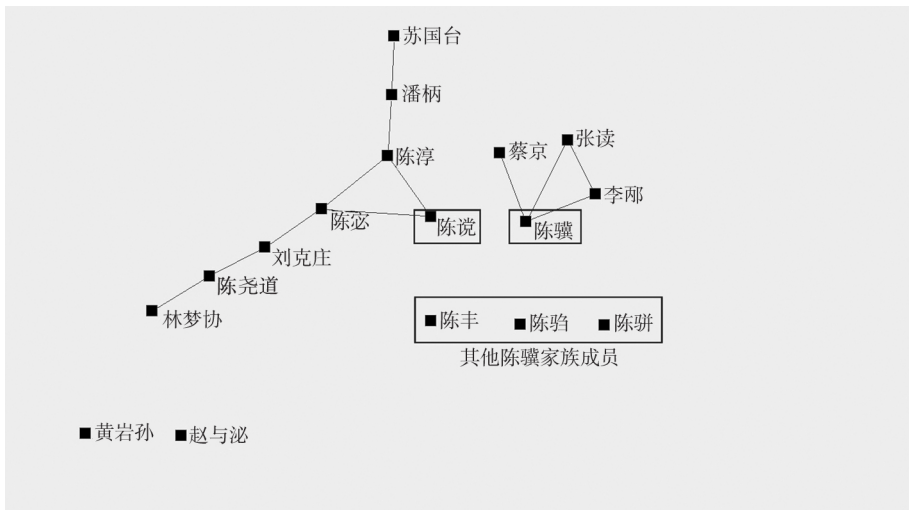 苏国台
潘柄
陈淳
蔡京
张读
李邴
陈宓
陈谠
陈骥
刘克庄
陈尧道
林梦协
陈丰
陈驺
陈骈
其他陈骥家族成员
黄岩孙
赵与泌